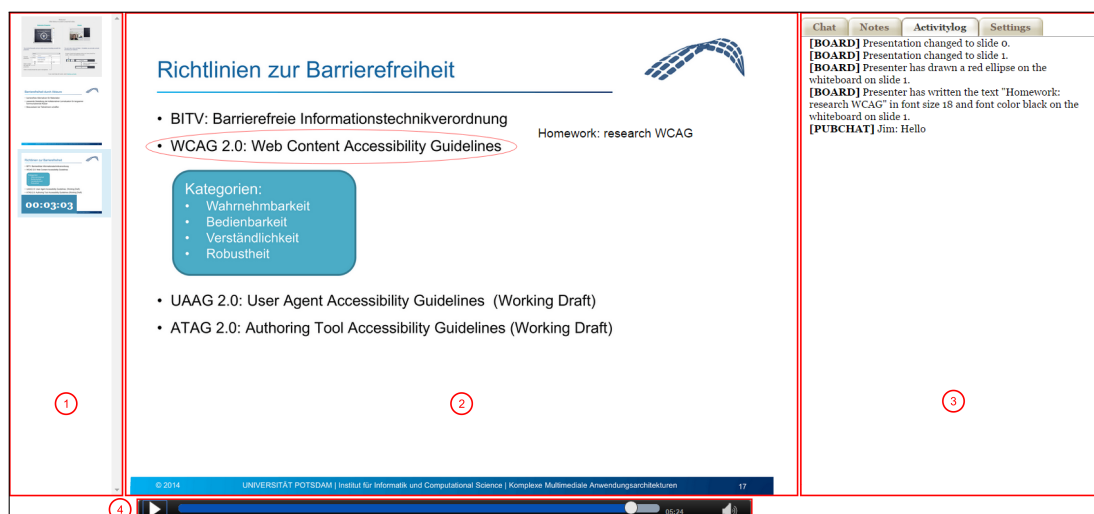 00:03:03
1
Richtlinien zur Barrierefreiheit
• BITV: Barrierefreie Informationstechnikverordnung
Homework: research WCAG
• WCAG 2.0: Web Content Accessibility Guidelines
Kategorien:
• Wahrnehmbarkeit
• Bedienbarkeit
• Verständlichkeit
• Robustheit
• UAAG 2.0: User Agent Accessibility Guidelines (Working Draft)
• ATAG 2.0: Authoring Tool Accessibility Guidelines (Working Draft)
2
© 2014 UNIVERSITÄT POTSDAM | Institut für Informatik und Computational Science | Komplexe Multimediale Anwendungsarchitekturen 17
Chat Notes Activitylog Settings
[BOARD] Presentation changed to slide 0.
[BOARD] Presentation changed to slide 1.
[BOARD] Presenter has drawn a red ellipse on the
whiteboard on slide 1.
[BOARD] Presenter has written the text "Homework:
research WCAG" in font size 18 and font color black on the
whiteboard on slide 1.
[PUBCHAT] Jim: Hello
3
4
05:24